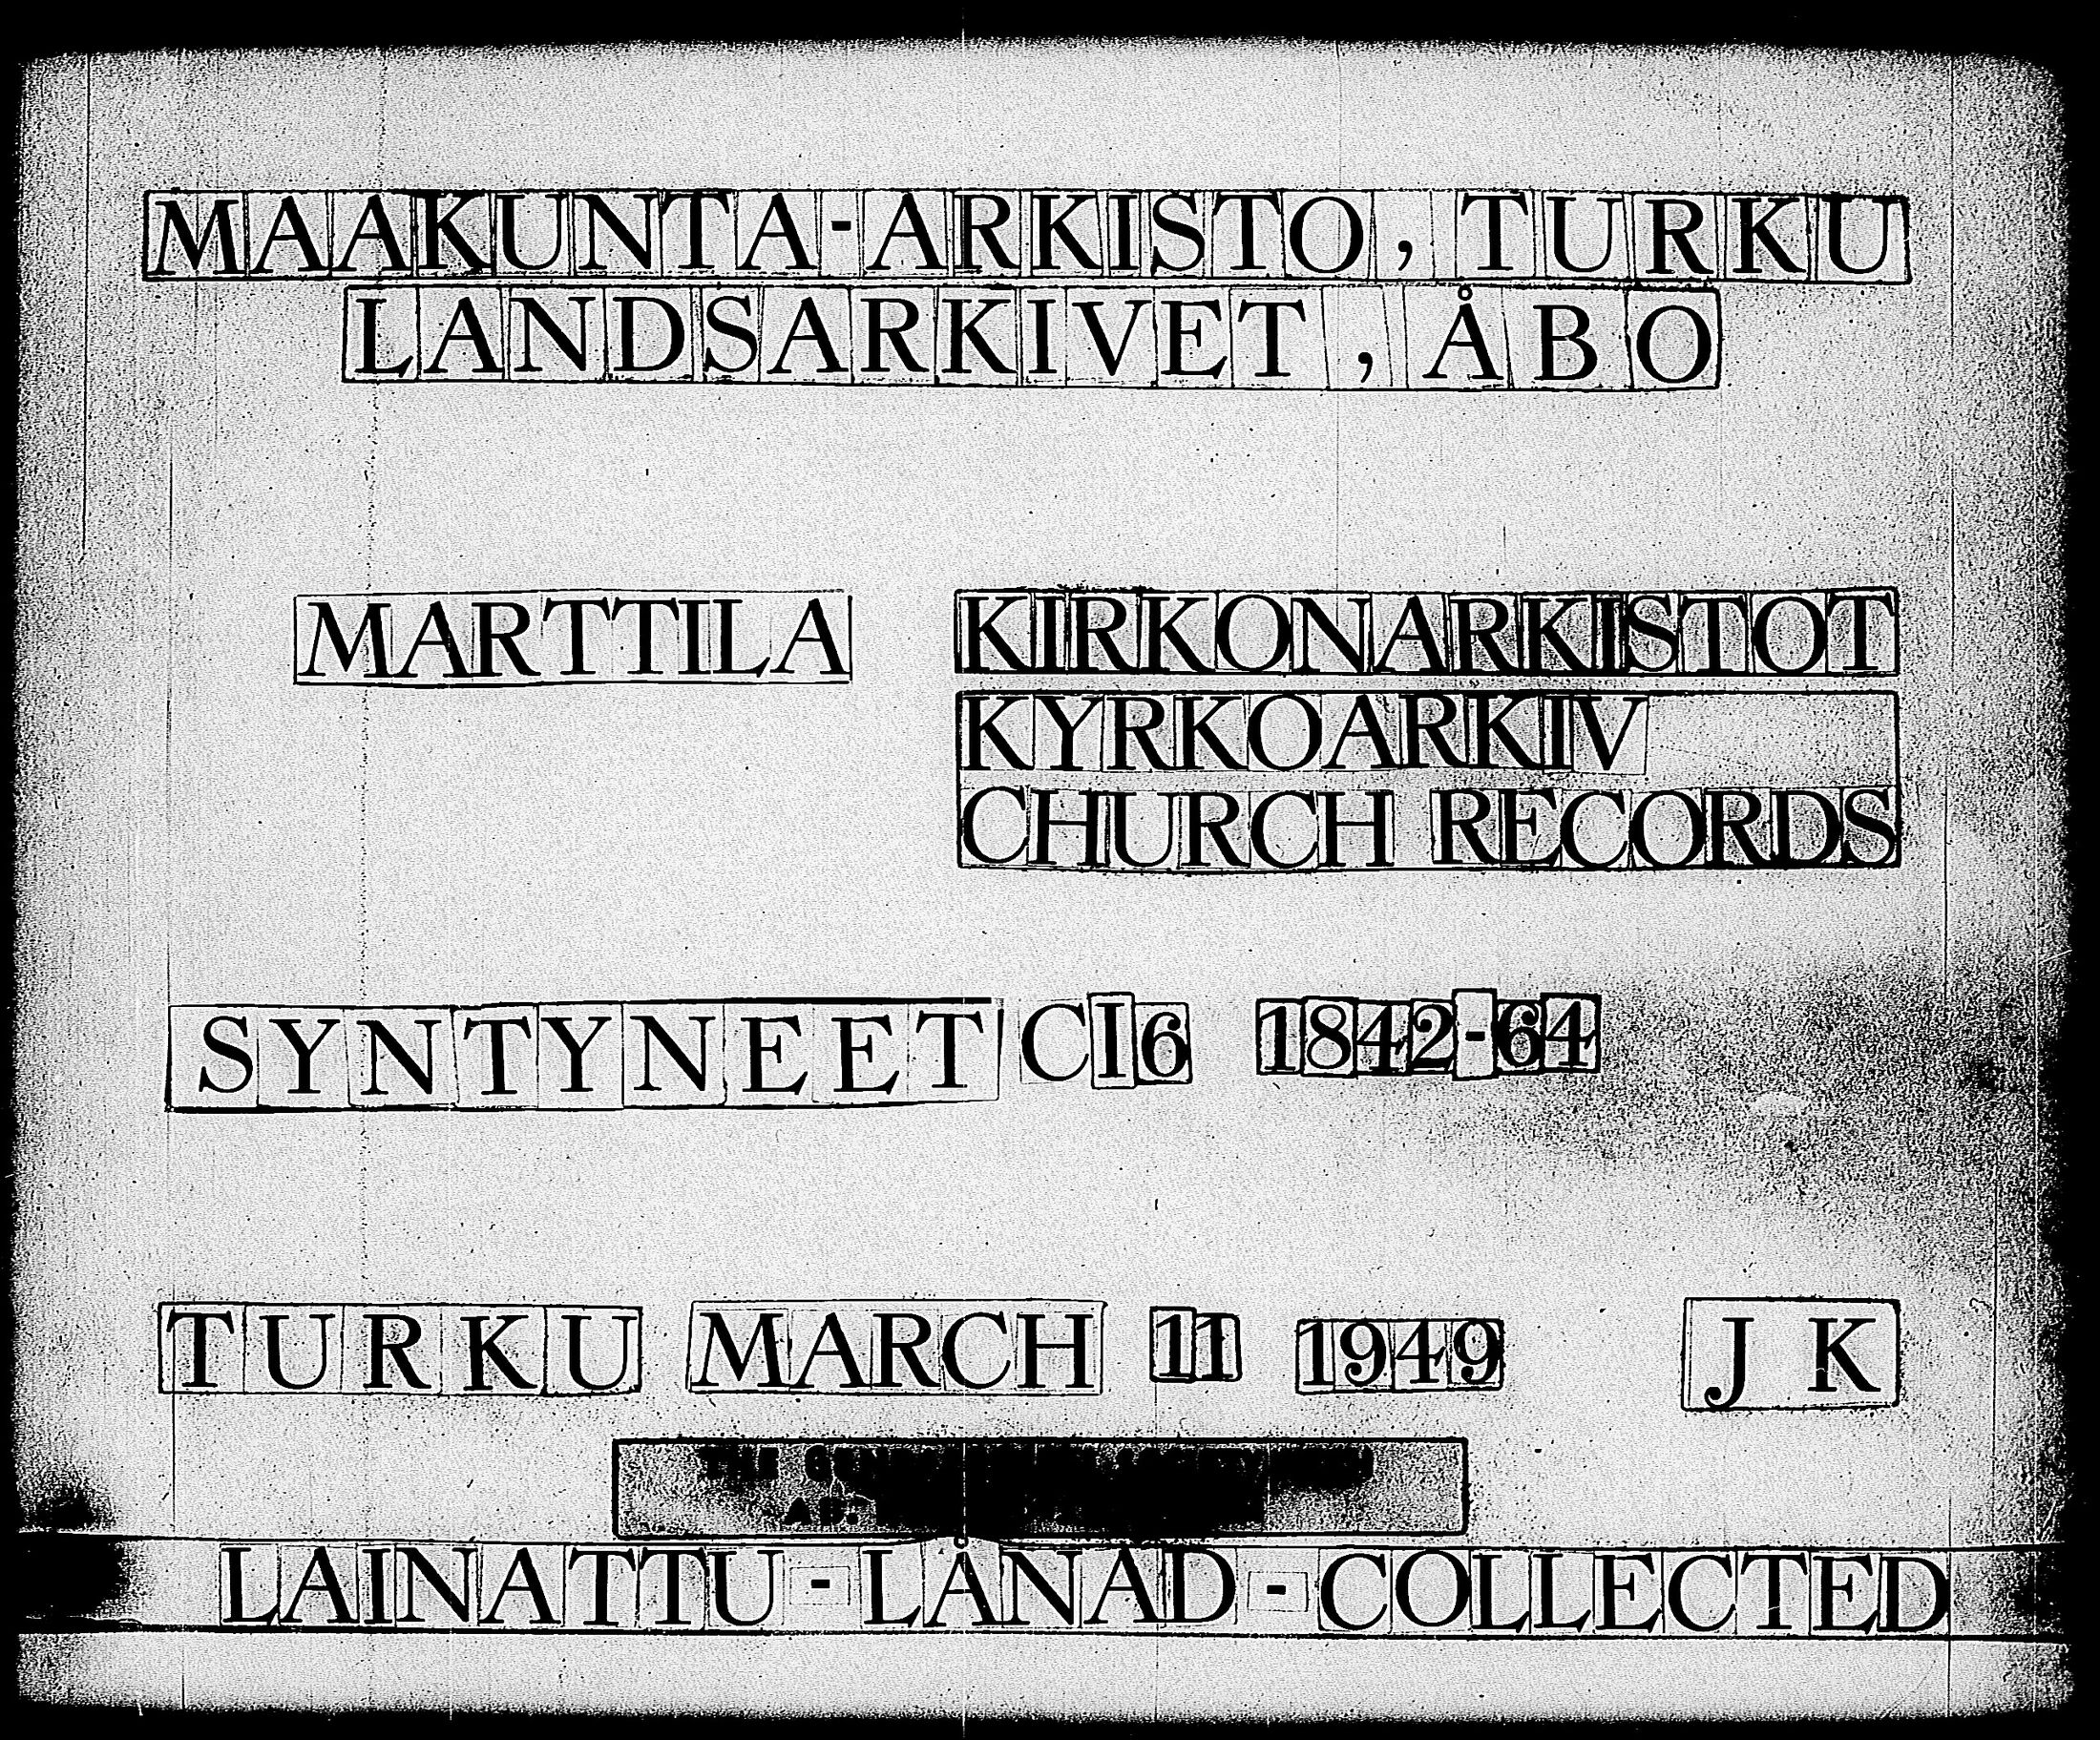 MAAKUNTA-ARKISTO, TURKU
LANDSARKIVET, ÅBO
MARTTILA KIRKONARKISTOT
KYRKOARKIV
CHURCH RECORDS
SYNTYNEET CI6 1842-64
TURKU MARCH 11 1949 J K
THE
LAINATTU-LÅNAD-COLLECTED